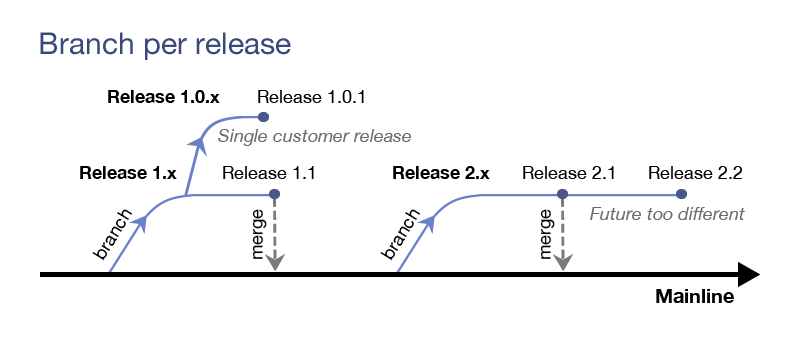 Branch per release
Release 1.0.x Release 1.0.1
Single customer release
Release 1.x Release 1.1 Release 2.x Release 2.1 Release 2.2
branch merge branch merge Future too different
Mainline